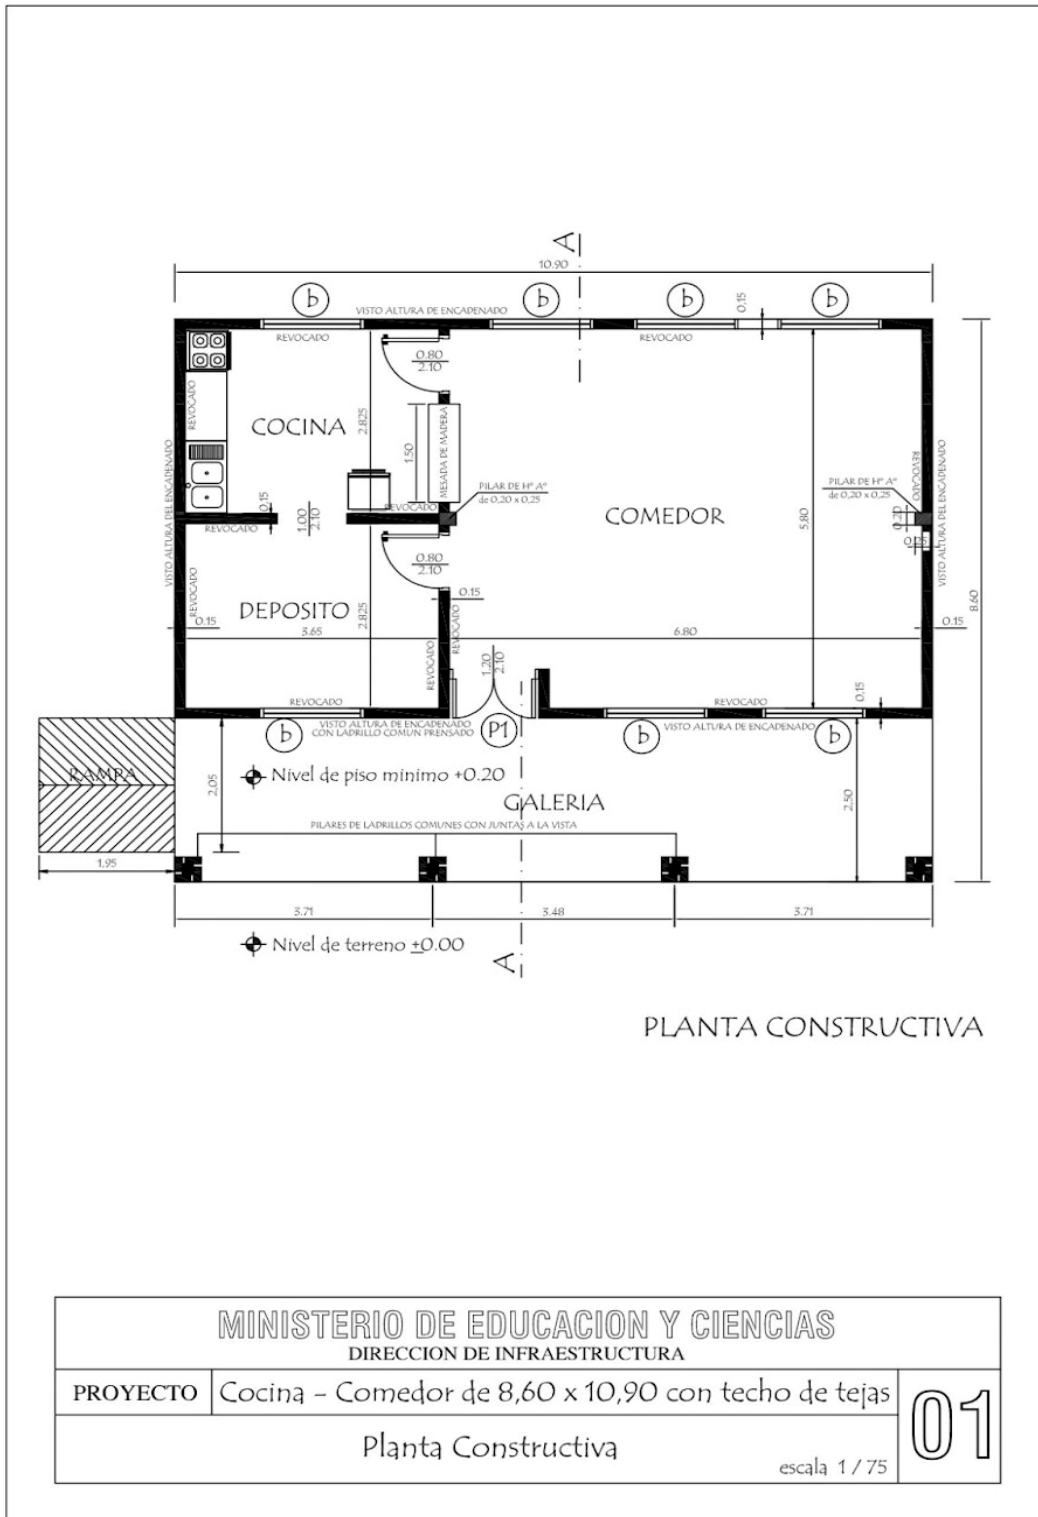 A
10.90
b
b
b
b
VISTO ALTURA DE ENCADENADO
0,15
REVOCADO
REVOCADO
0.80
2.10
REVOCADO
COCINA
2.825
1.50
MESADA DE MADERA
VISTO ALTURA DEL ENCADENADO
REVOCADO
VISTO ALTURA DEL ENCADENADO
PILAR DE Hº Aº
de 0,20 x 0,25
PILAR DE Hº Aº
de 0,20 x 0,25
0,15
REVOCADO
1.00
2.10
REVOCADO
COMEDOR
5.80
0.20
0.25
0.80
2.10
REVOCADO
DEPOSITO
2.825
0.15
REVOCADO
8.60
0.15
3.65
6.80
0.15
REVOCADO
1.20
2.10
0,15
REVOCADO
REVOCADO
b
VISTO ALTURA DE ENCADENADO
CON LADRILLO COMUN PRENSADO
P1
b
VISTO ALTURA DE ENCADENADO
b
RAMPA
Nivel de piso minimo +0.20
2,05
GALERIA
2,50
PILARES DE LADRILLOS COMUNES CON JUNTAS A LA VISTA
1,95
3.71
3.48
3.71
Nivel de terreno ±0.00
A
PLANTA CONSTRUCTIVA
MINISTERIO DE EDUCACION Y CIENCIAS
DIRECCION DE INFRAESTRUCTURA
PROYECTO
Cocina - Comedor de 8,60 x 10,90 con techo de tejas
01
Planta Constructiva
escala 1 / 75